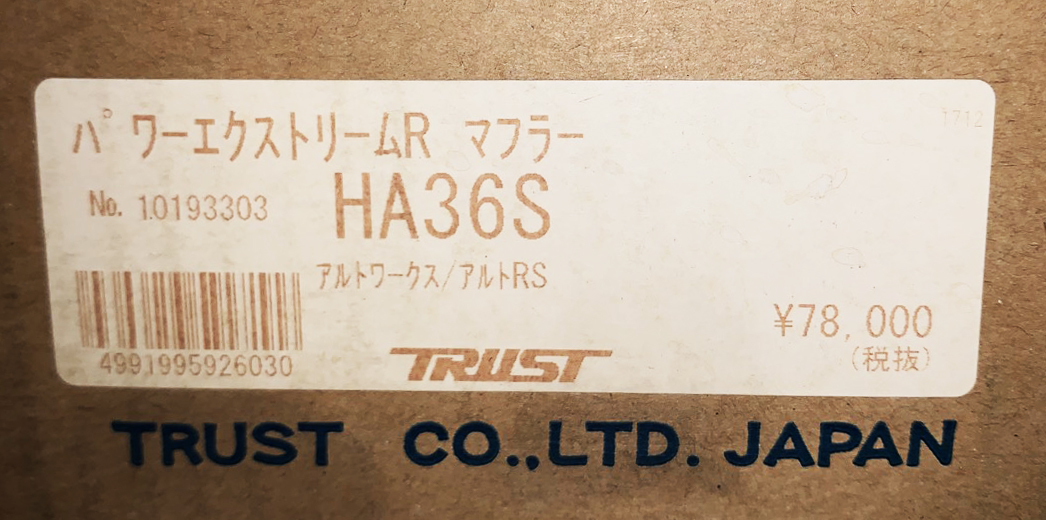 パワーエクストリームR マフラー
1712
No. 10193303
HA36S
アルトワークス/アルトRS
¥78,000
(税抜)
4991995926030
TRUST
TRUST CO.,LTD. JAPAN